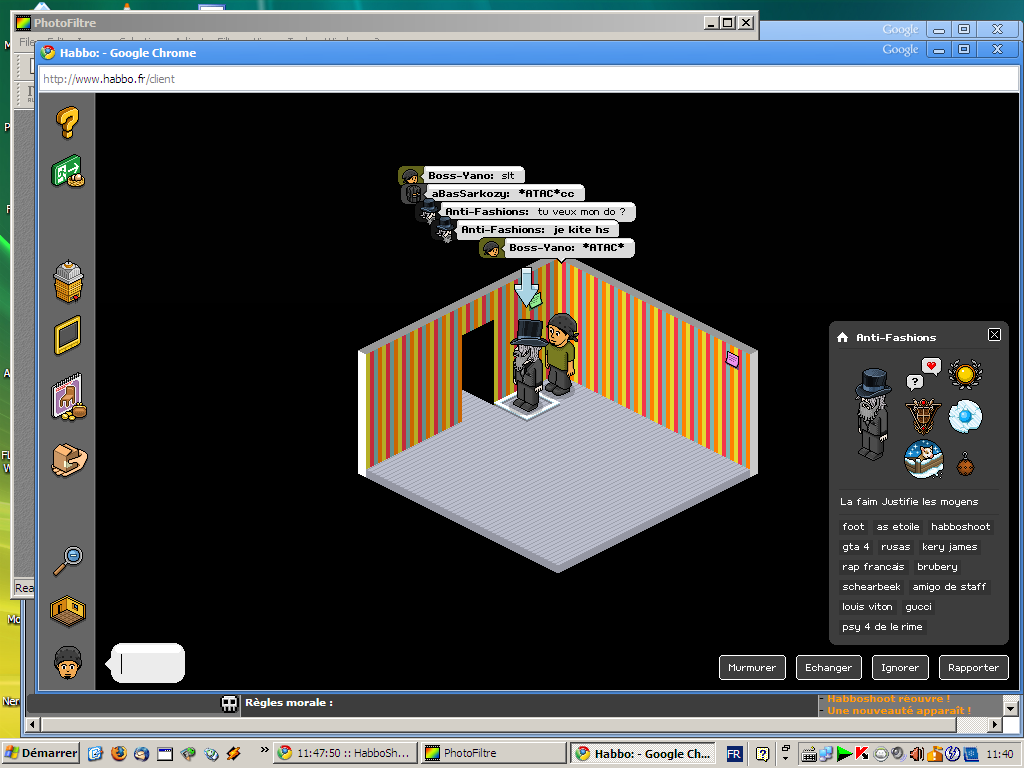 PhotoFiltre
Google
Habbo: - Google Chrome
Google
http://www.habbo.fr/client
Boss-Yano: slt
aBasSarkozy: *ATAC*cc
Anti-Fashions: tu veux mon do ?
Anti-Fashions: je kite hs
Boss-Yano: *ATAC*
Anti-Fashions
La faim Justifie les moyens
foot as etoile habboshoot
gta 4 rusas kery james
rap francais brubery
schearbeek amigo de staff
louis viton gucci
psy 4 de le rime
Murmurer Echanger Ignorer Rapporter
Rea
Ner
Règles morale :
- Habboshoot réouvre !
- Une nouveauté apparaît !
Démarrer
11:47:50 :: HabboSh...
PhotoFiltre
Habbo: - Google Ch...
FR
11:40